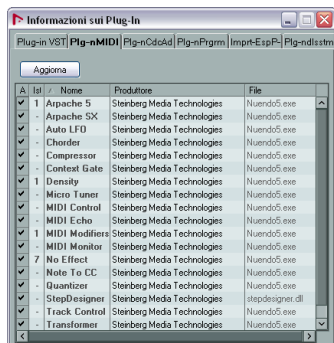 Informazioni sui Plug-In
Plug-in VST Plg-nMIDI Plg-nCdcAd Plg-nPrgrm Imprt-EspP- Plg-ndIsstm
Aggiorna
A Ist Nome Produttore File
1 Arpache 5 Steinberg Media Technologies Nuendo5.exe
- Arpache SX Steinberg Media Technologies Nuendo5.exe
- Auto LFO Steinberg Media Technologies Nuendo5.exe
- Chorder Steinberg Media Technologies Nuendo5.exe
- Compressor Steinberg Media Technologies Nuendo5.exe
- Context Gate Steinberg Media Technologies Nuendo5.exe
1 Density Steinberg Media Technologies Nuendo5.exe
- Micro Tuner Steinberg Media Technologies Nuendo5.exe
- MIDI Control Steinberg Media Technologies Nuendo5.exe
- MIDI Echo Steinberg Media Technologies Nuendo5.exe
1 MIDI Modifiers Steinberg Media Technologies Nuendo5.exe
- MIDI Monitor Steinberg Media Technologies Nuendo5.exe
7 No Effect Steinberg Media Technologies Nuendo5.exe
- Note To CC Steinberg Media Technologies Nuendo5.exe
- Quantizer Steinberg Media Technologies Nuendo5.exe
- StepDesigner Steinberg Media Technologies stepdesigner.dll
- Track Control Steinberg Media Technologies Nuendo5.exe
- Transformer Steinberg Media Technologies Nuendo5.exe